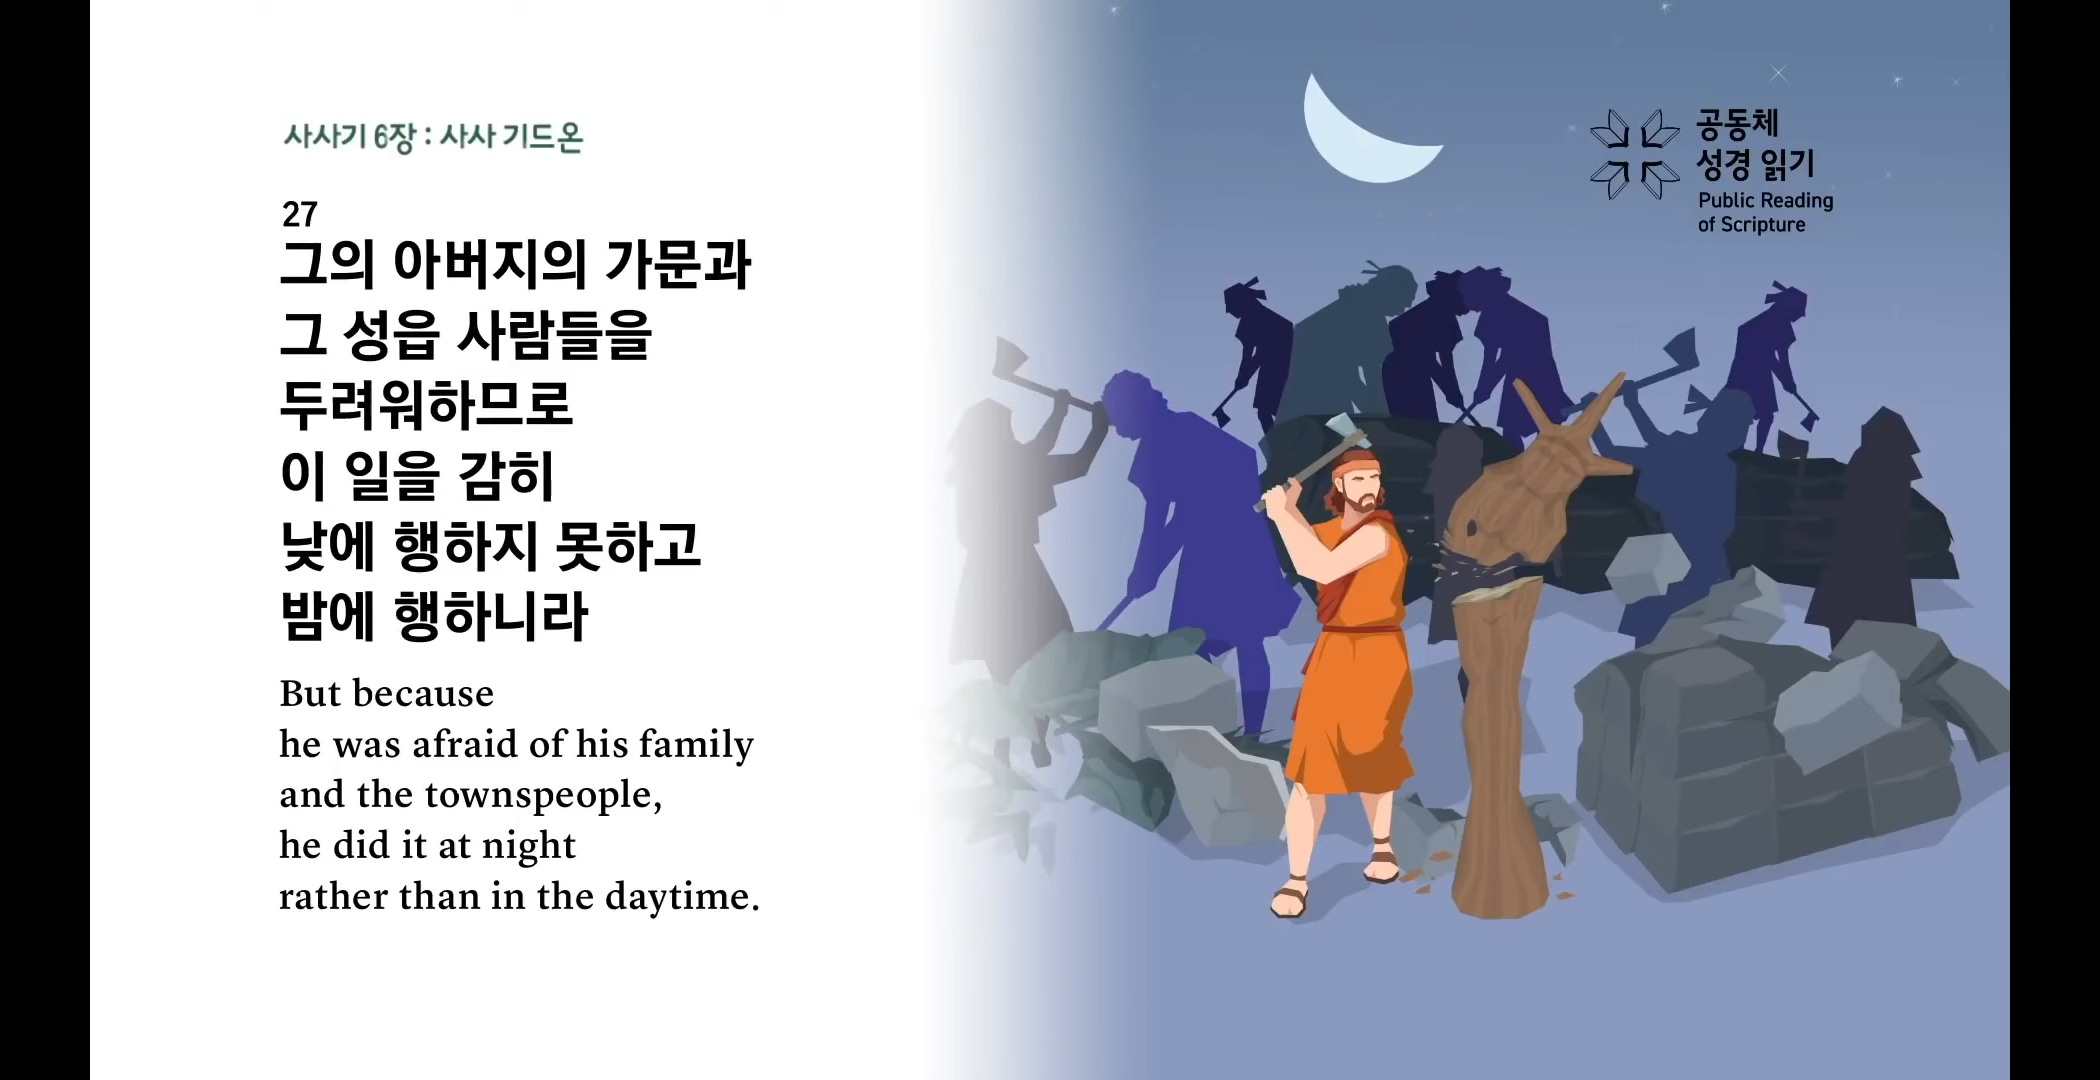 사사기 6장 : 사사 기드온
27
그의 아버지의 가문과
그 성읍 사람들을
두려워하므로
이 일을 감히
낮에 행하지 못하고
밤에 행하니라
But because
he was afraid of his family
and the townspeople,
he did it at night
rather than in the daytime.
공동체
성경 읽기
Public Reading
of Scripture